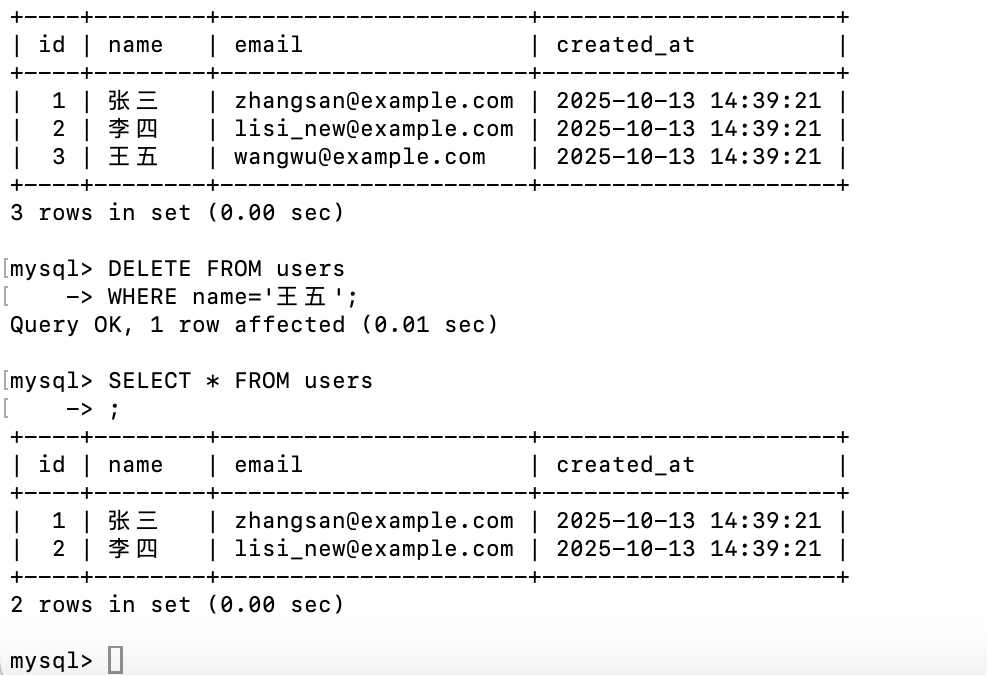 +----+--------+----------------------+---------------------+
| id | name   | email                | created_at          |
+----+--------+----------------------+---------------------+
|  1 | 张三   | zhangsan@example.com | 2025-10-13 14:39:21 |
|  2 | 李四   | lisi_new@example.com | 2025-10-13 14:39:21 |
|  3 | 王五   | wangwu@example.com   | 2025-10-13 14:39:21 |
+----+--------+----------------------+---------------------+
3 rows in set (0.00 sec)
[mysql> DELETE FROM users
[    -> WHERE name='王五';
Query OK, 1 row affected (0.01 sec)
[mysql> SELECT * FROM users
[    -> ;
+----+--------+----------------------+---------------------+
| id | name   | email                | created_at          |
+----+--------+----------------------+---------------------+
|  1 | 张三   | zhangsan@example.com | 2025-10-13 14:39:21 |
|  2 | 李四   | lisi_new@example.com | 2025-10-13 14:39:21 |
+----+--------+----------------------+---------------------+
2 rows in set (0.00 sec)
mysql>